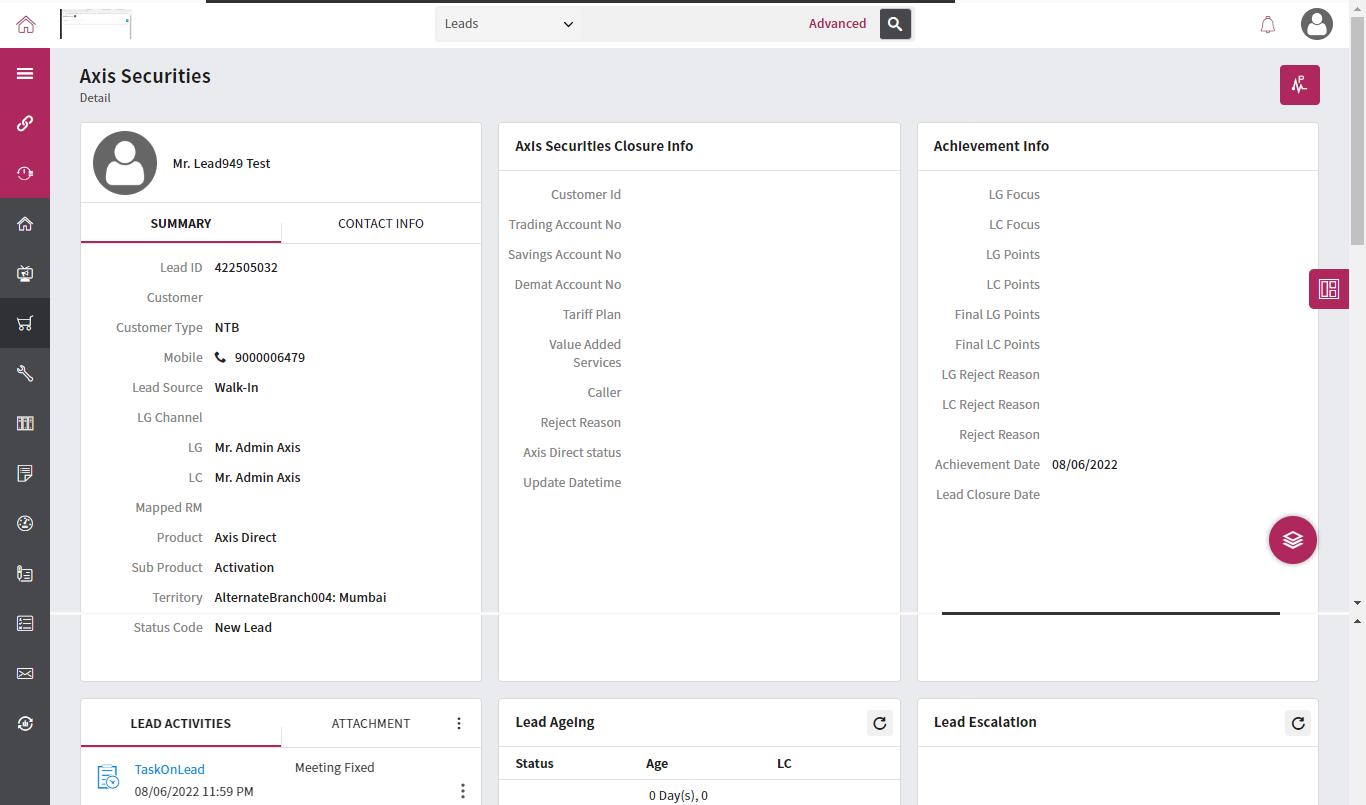 Leads
Advanced
Axis Securities
Detail
Mr. Lead949 Test
SUMMARY
CONTACT INFO
Lead ID 422505032
Customer
Customer Type NTB
Mobile 9000006479
Lead Source Walk-In
LG Channel
LG Mr. Admin Axis
LC Mr. Admin Axis
Mapped RM
Product Axis Direct
Sub Product Activation
Territory AlternateBranch004: Mumbai
Status Code New Lead
Axis Securities Closure Info
Customer Id
Trading Account No
Savings Account No
Demat Account No
Tariff Plan
Value Added
Services
Caller
Reject Reason
Axis Direct status
Update Datetime
Achievement Info
LG Focus
LC Focus
LG Points
LC Points
Final LG Points
Final LC Points
LG Reject Reason
LC Reject Reason
Reject Reason
Achievement Date 08/06/2022
Lead Closure Date
LEAD ACTIVITIES
ATTACHMENT
TaskOnLead
Meeting Fixed
08/06/2022 11:59 PM
Lead Ageing
Status Age LC
0 Day(s), 0
Lead Escalation